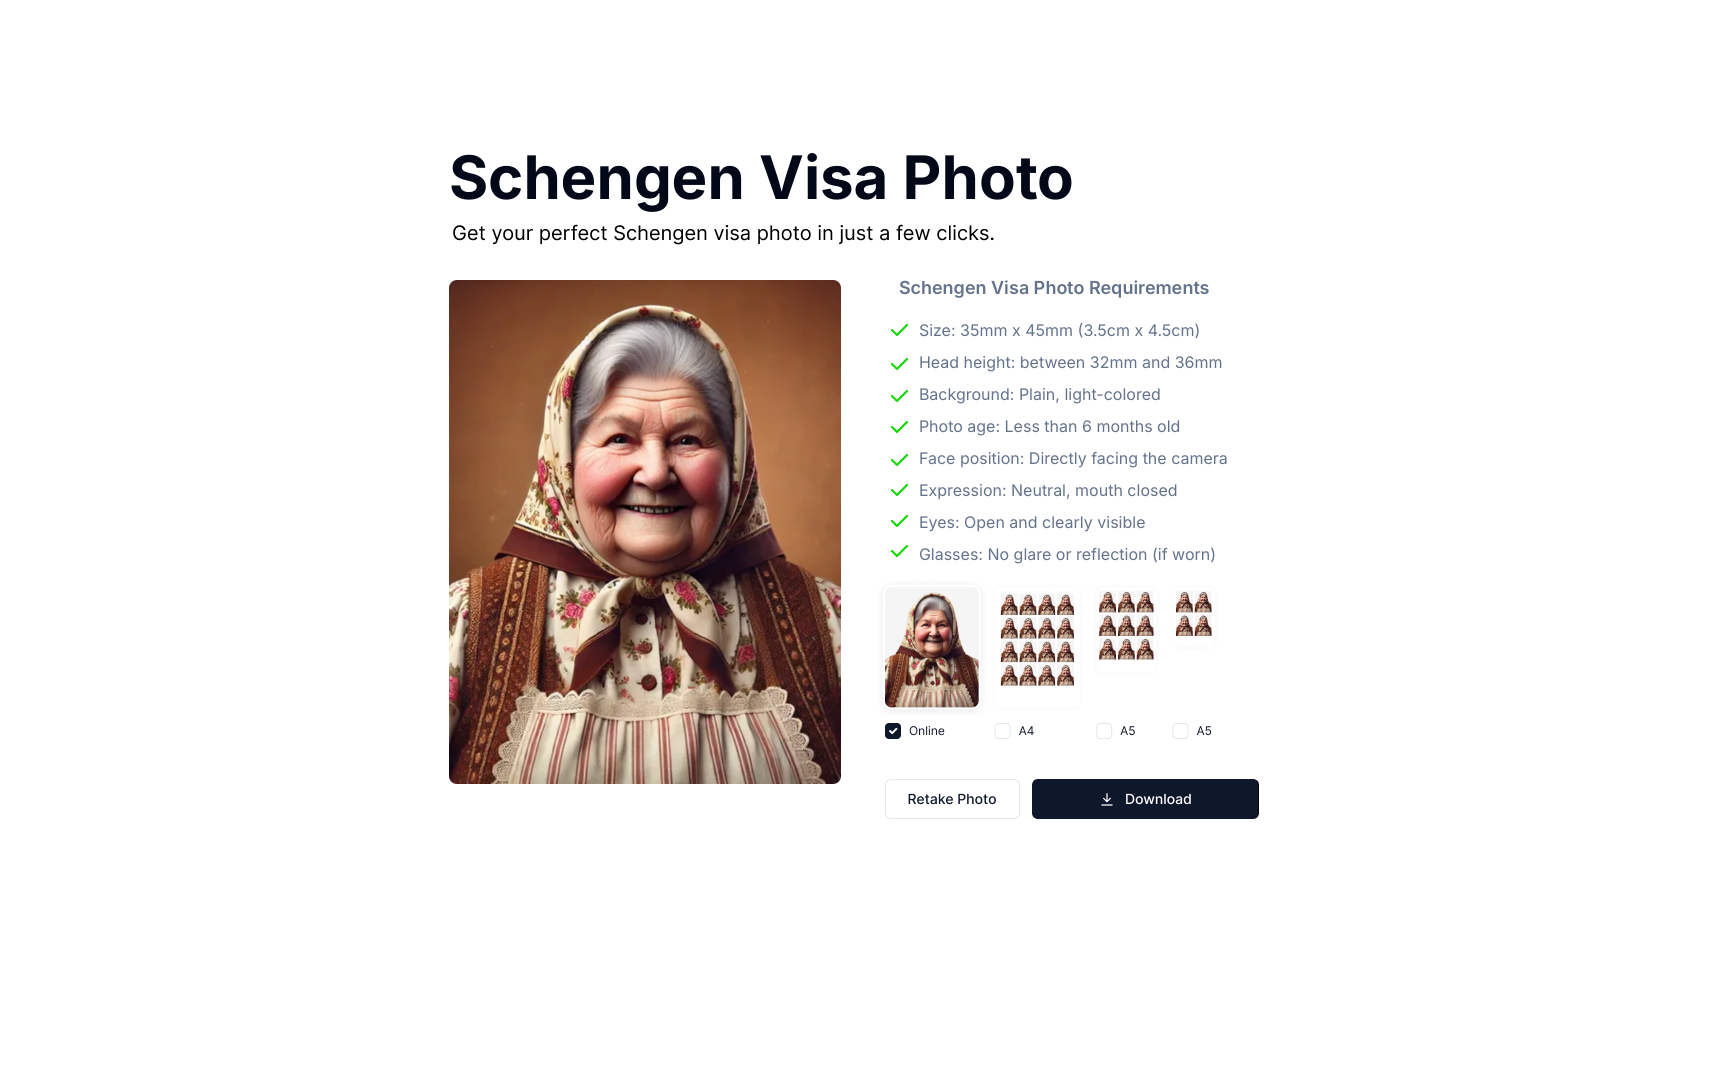 Schengen Visa Photo
Get your perfect Schengen visa photo in just a few clicks.
Schengen Visa Photo Requirements
Size: 35mm x 45mm (3.5cm x 4.5cm)
Head height: between 32mm and 36mm
Background: Plain, light-colored
Photo age: Less than 6 months old
Face position: Directly facing the camera
Expression: Neutral, mouth closed
Eyes: Open and clearly visible
Glasses: No glare or reflection (if worn)
Online A4 A5 A5
Retake Photo Download